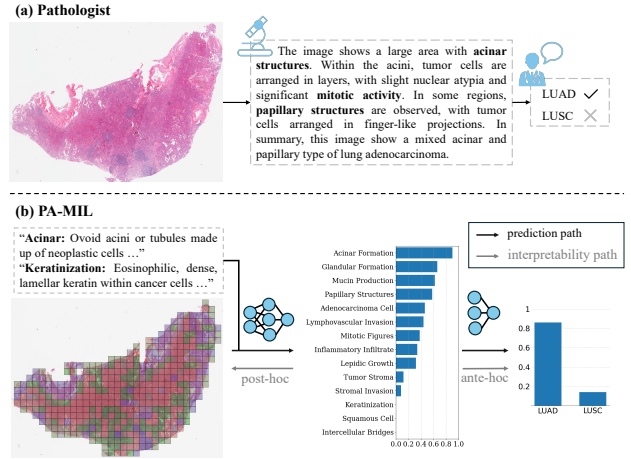 (a) Pathologist
The image shows a large area with acinar
structures. Within the acini, tumor cells are
arranged in layers, with slight nuclear atypia and
significant mitotic activity. In some regions,
papillary structures are observed, with tumor
cells arranged in finger-like projections. In
summary, this image show a mixed acinar and
papillary type of lung adenocarcinoma.
LUAD
LUSC
(b) PA-MIL
“Acinar: Ovoid acini or tubules made
up of neoplastic cells …”
“Keratinization: Eosinophilic, dense,
lamellar keratin within cancer cells …”
post-hoc
Acinar Formation
Glandular Formation
Mucin Production
Papillary Structures
Adenocarcinoma Cell
Lymphovascular Invasion
Mitotic Figures
Inflammatory Infiltrate
Lepidic Growth
Tumor Stroma
Stromal Invasion
Keratinization
Squamous Cell
Intercellular Bridges
0.0 0.2 0.4 0.6 0.8 1.0
prediction path
interpretability path
ante-hoc
1
0.8
0.6
0.4
0.2
LUAD LUSC